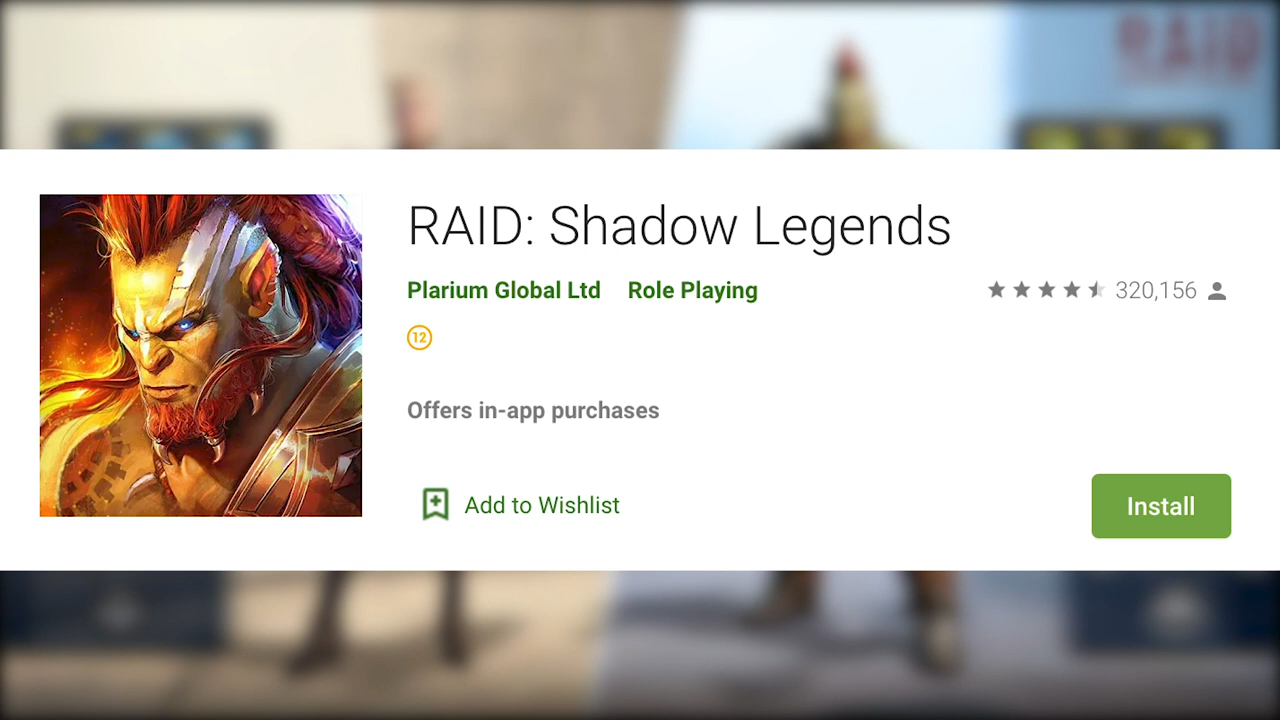 RAID
RAID: Shadow Legends
Plarium Global Ltd Role Playing
320,156
12
Offers in-app purchases
Add to Wishlist
Install